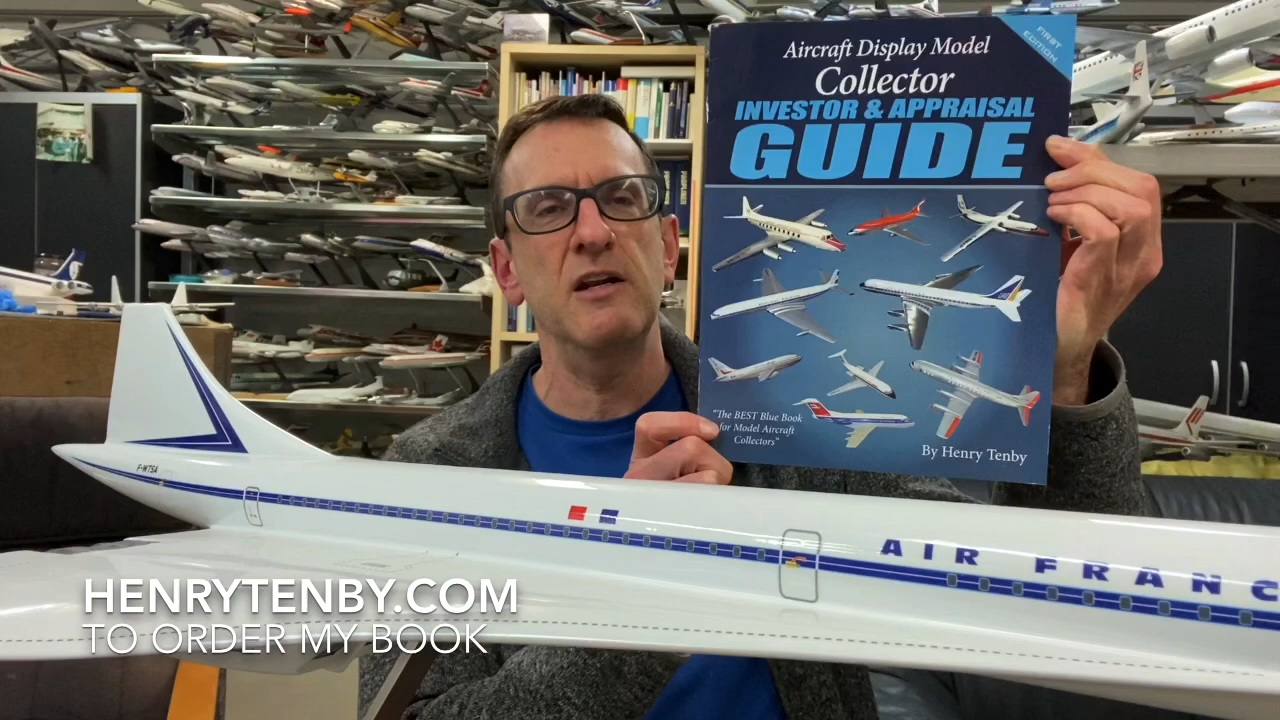 FIRST
EDITION
Aircraft Display Model
Collector
INVESTOR & APPRAISAL
GUIDE
"The BEST Blue Book
for Model Aircraft
Collectors"
By Henry Tenby
F-WTSA
AIR FRANC
HENRYTENBY.COM
TO ORDER MY BOOK